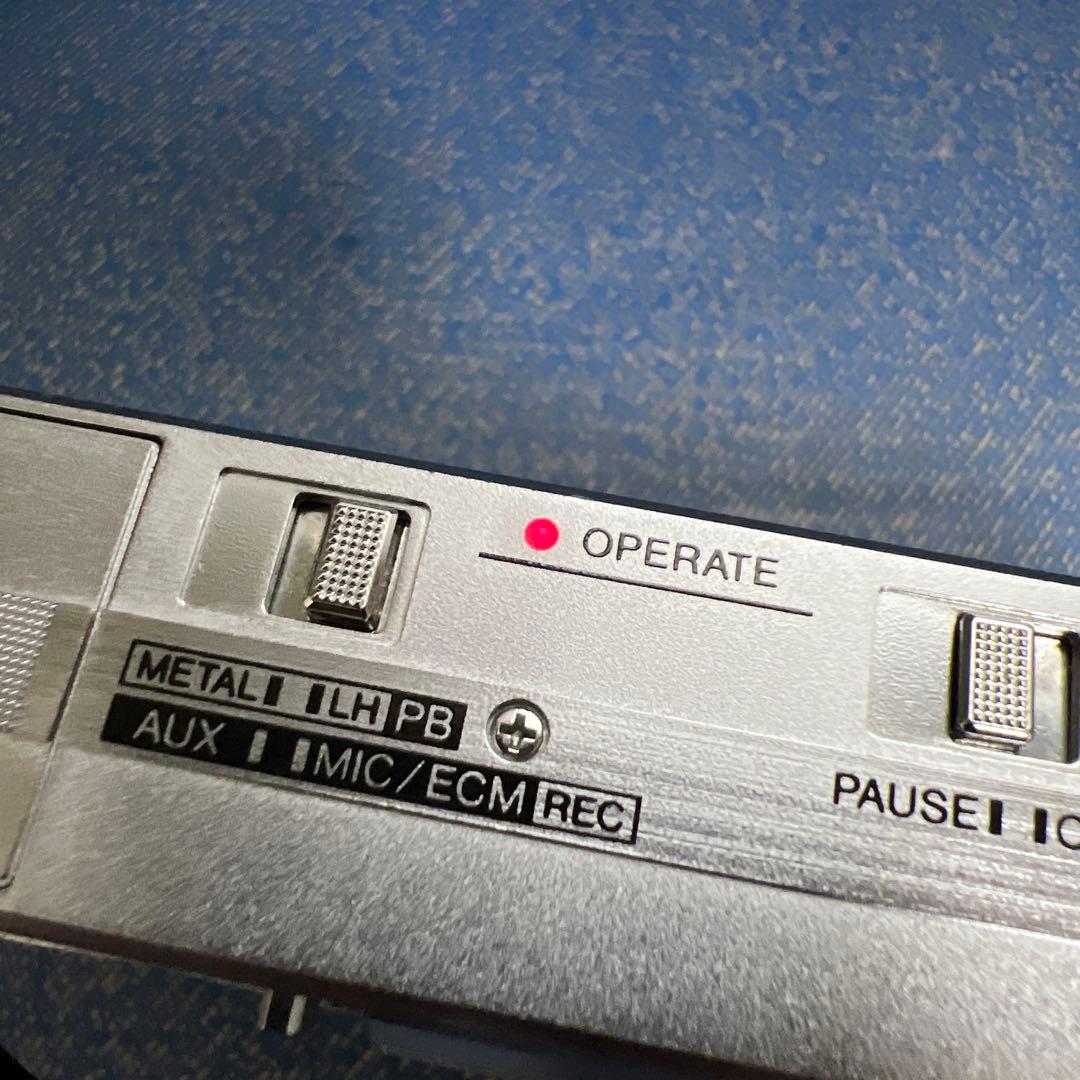 OPERATE
METAL LH PB
AUX MIC/ECM REC
PAUSE